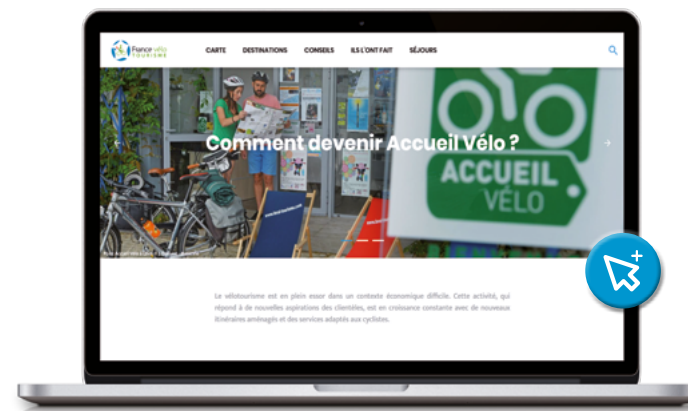 France vélo
TOURISME
CARTE DESTINATIONS CONSEILS ILS L'ONT FAIT SÉJOURS
Comment devenir Accueil Vélo ?
ACCUEIL
VÉLO
Le vélotourisme est en plein essor dans un contexte économique difficile. Cette activité, qui
répond à de nouvelles aspirations des clientèles, est en croissance constante avec de nouveaux
itinéraires aménagés et des services adaptés aux cyclistes.